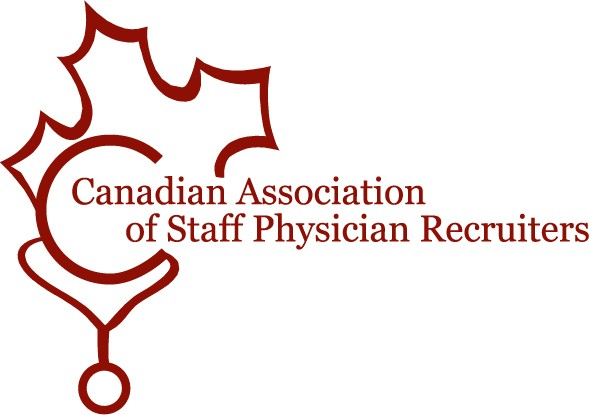 Canadian Association
of Staff Physician Recruiters